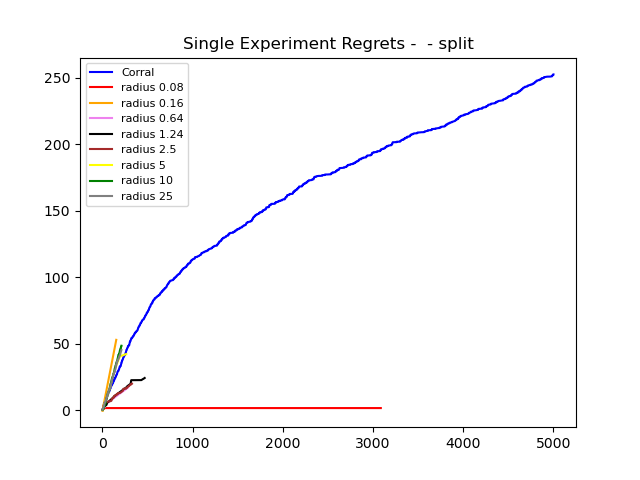 Single Experiment Regrets -  - split
250
200
150
100
50
0
Corral
radius 0.08
radius 0.16
radius 0.64
radius 1.24
radius 2.5
radius 5
radius 10
radius 25
0 1000 2000 3000 4000 5000